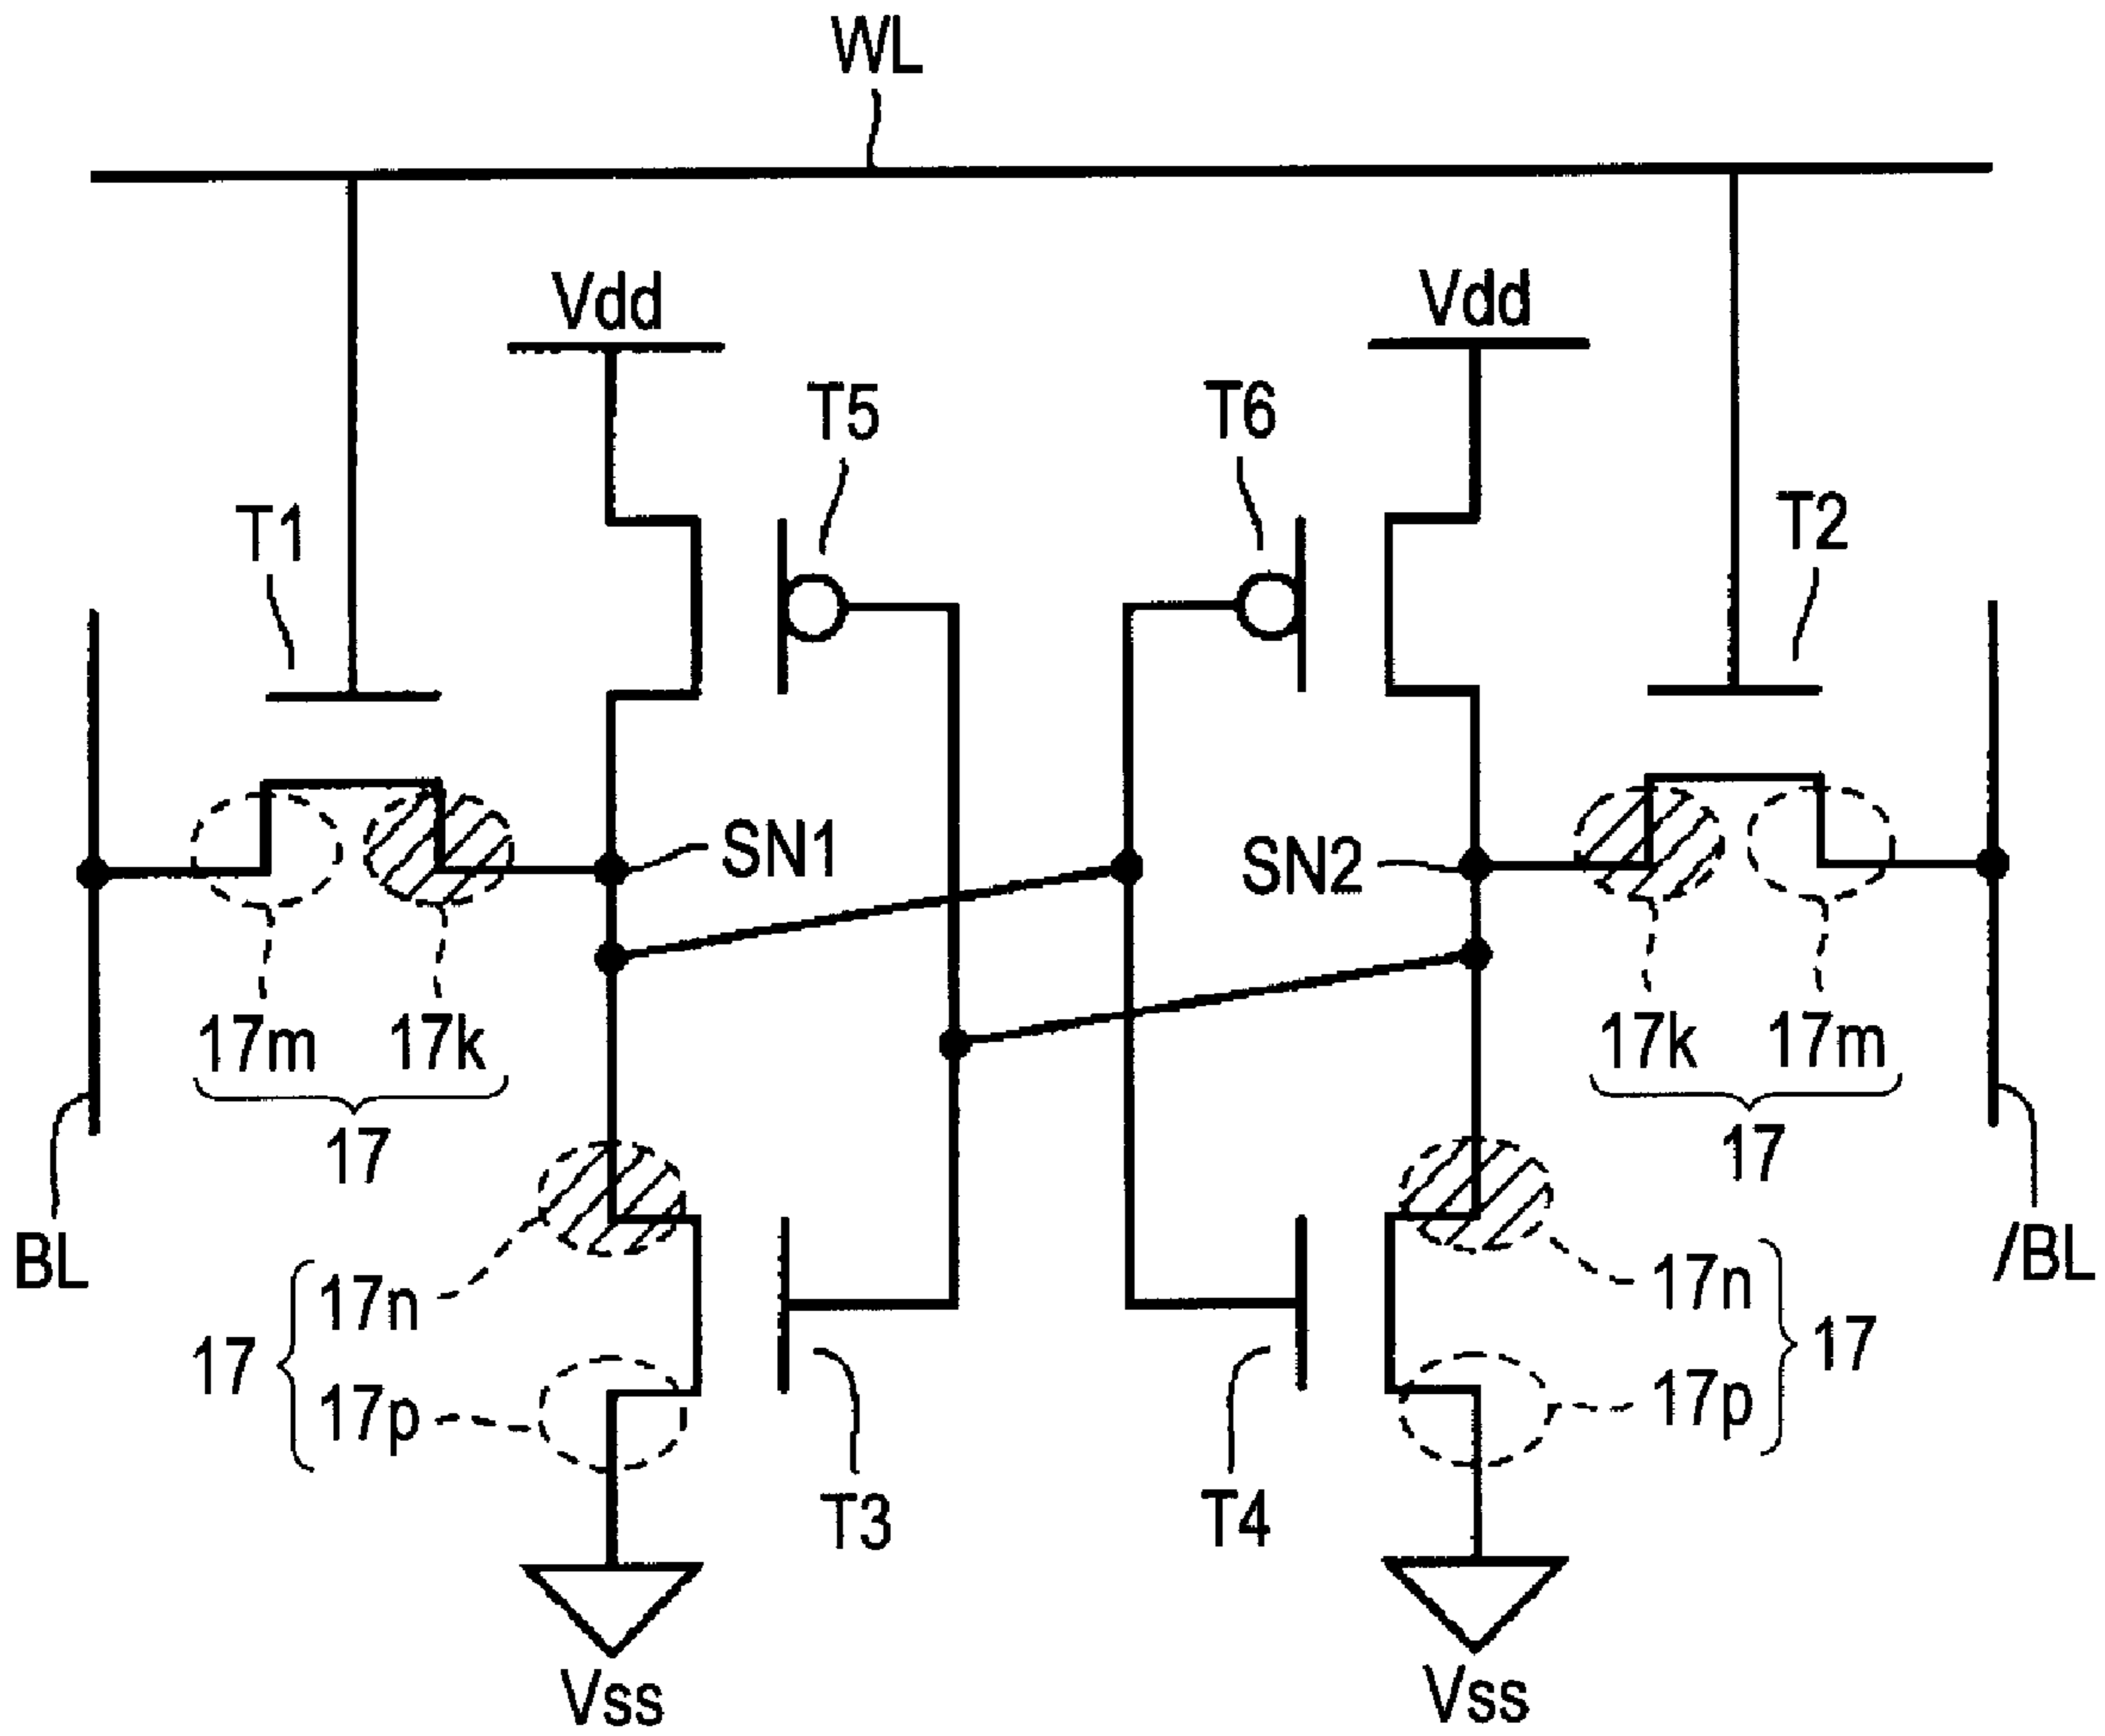 WL
Vdd Vdd
T5 T6
T1 T2
SN1 SN2
17m 17k 17k 17m
17 17
BL /BL
17n 17n
17 17
17p 17p
T3 T4
Vss Vss